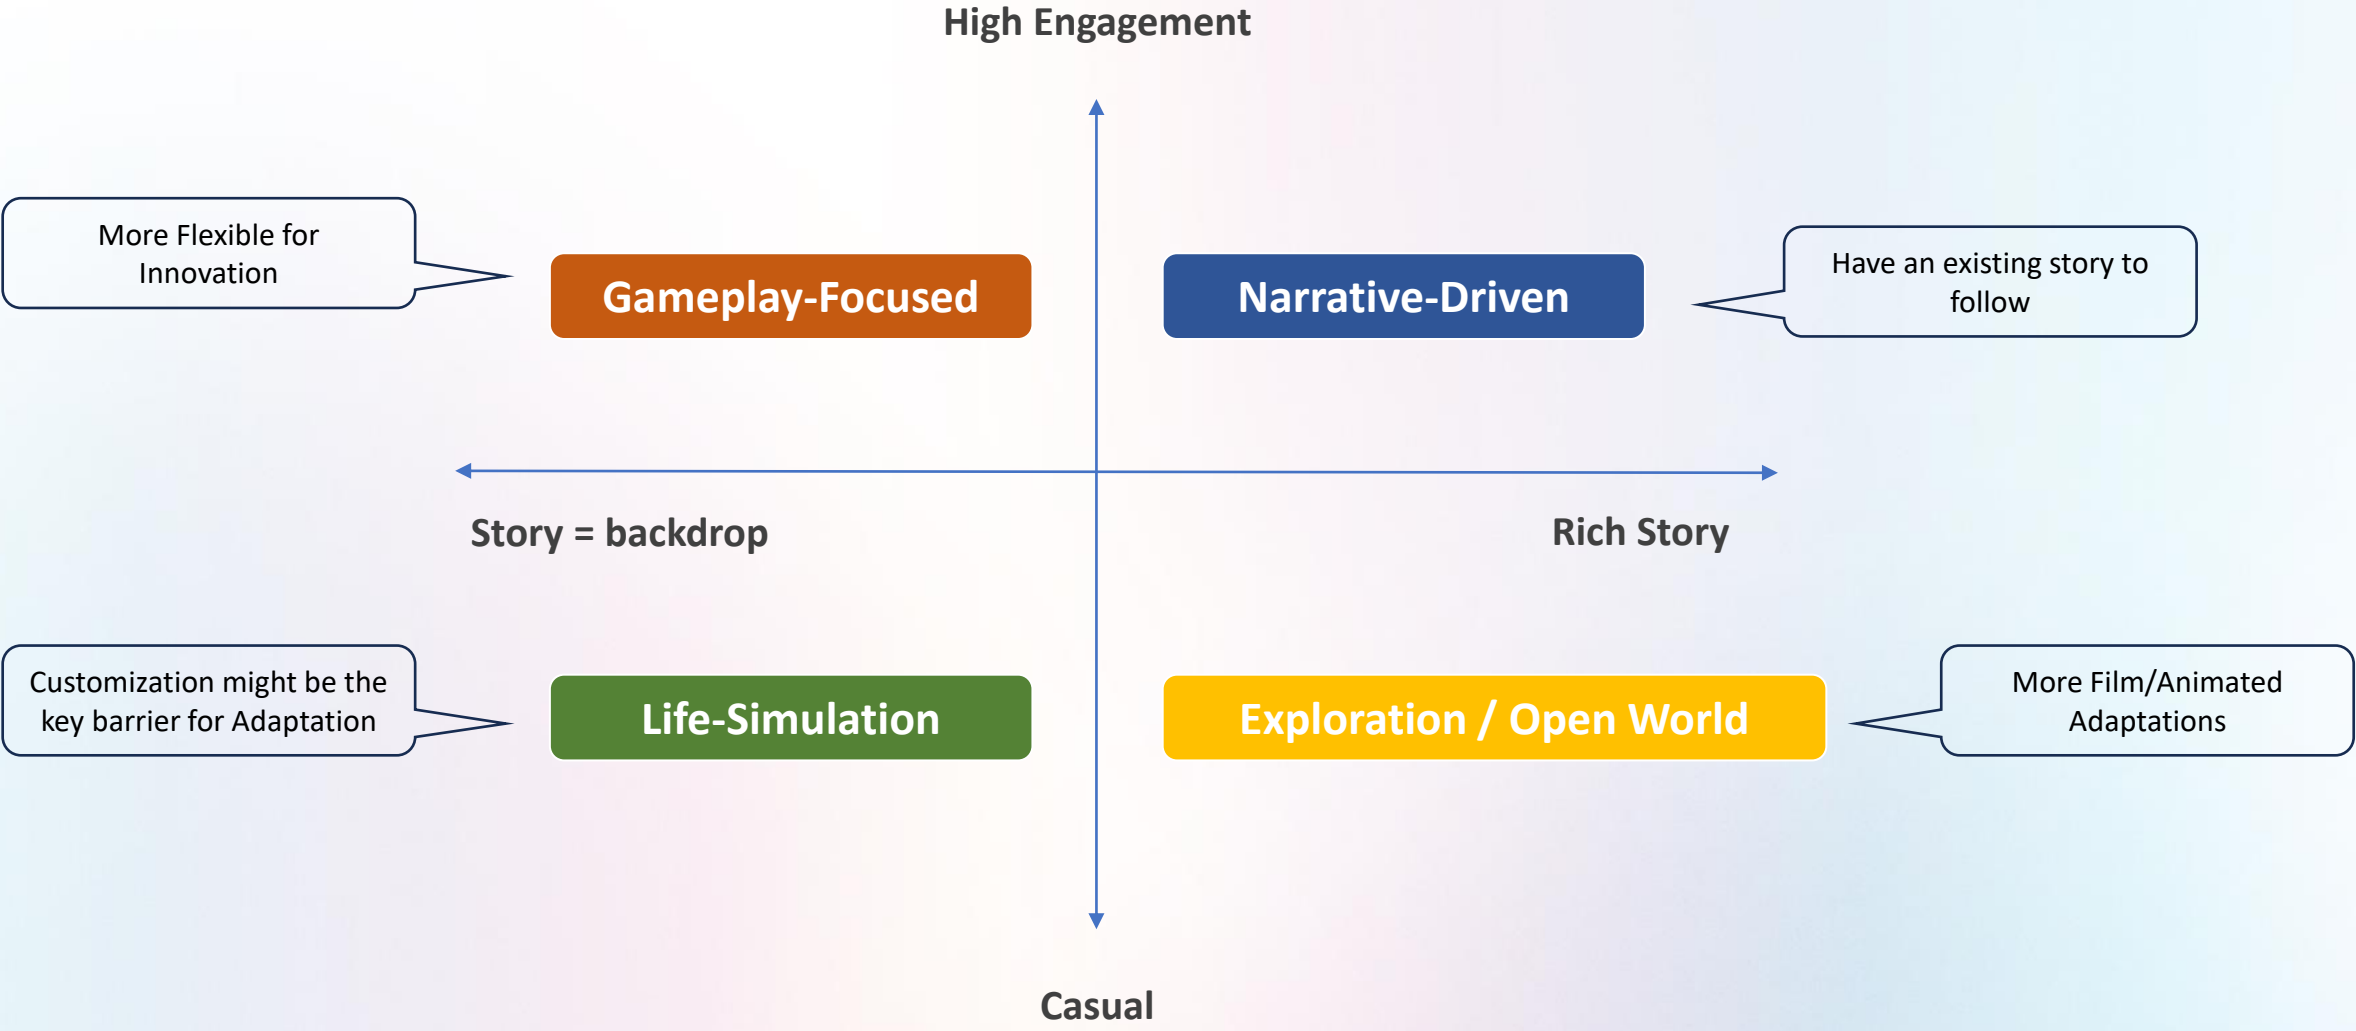 High Engagement
More Flexible for
Innovation
Gameplay-Focused
Narrative-Driven
Have an existing story to
follow
Story = backdrop
Rich Story
Customization might be the
key barrier for Adaptation
Life-Simulation
Exploration / Open World
More Film/Animated
Adaptations
Casual